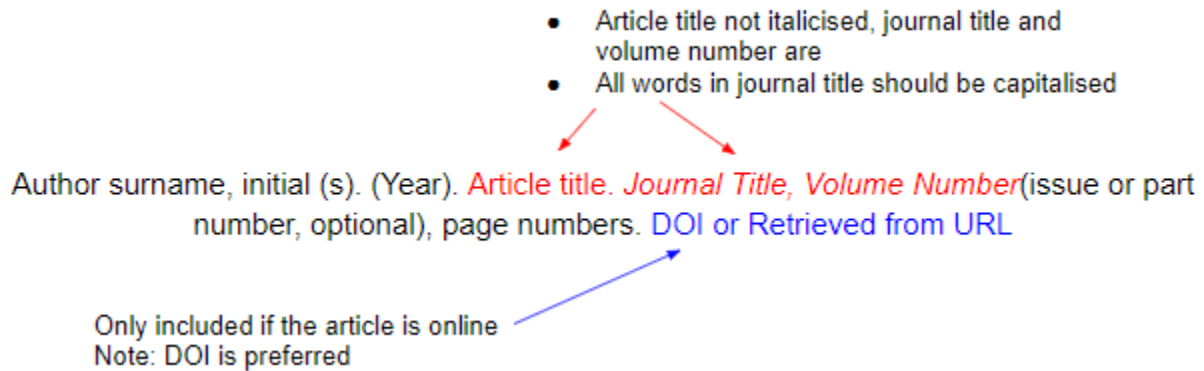 ● Article title not italicised, journal title and
volume number are
● All words in journal title should be capitalised
Author surname, initial (s). (Year). Article title. Journal Title, Volume Number(issue or part
number, optional), page numbers. DOI or Retrieved from URL
Only included if the article is online
Note: DOI is preferred